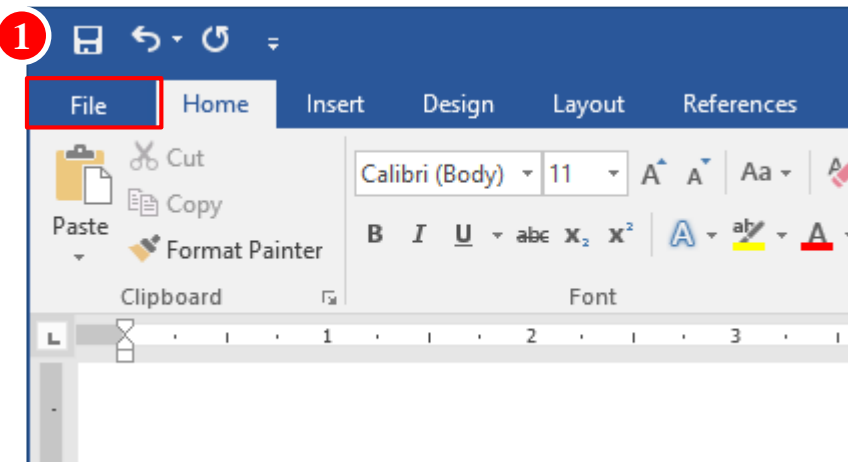 1
File Home Insert Design Layout References
Cut
Calibri (Body) 11 A A Aa
Copy
Paste
B I U abc X₂ X² A ab A
Format Painter
Clipboard Font
L 1 2 3